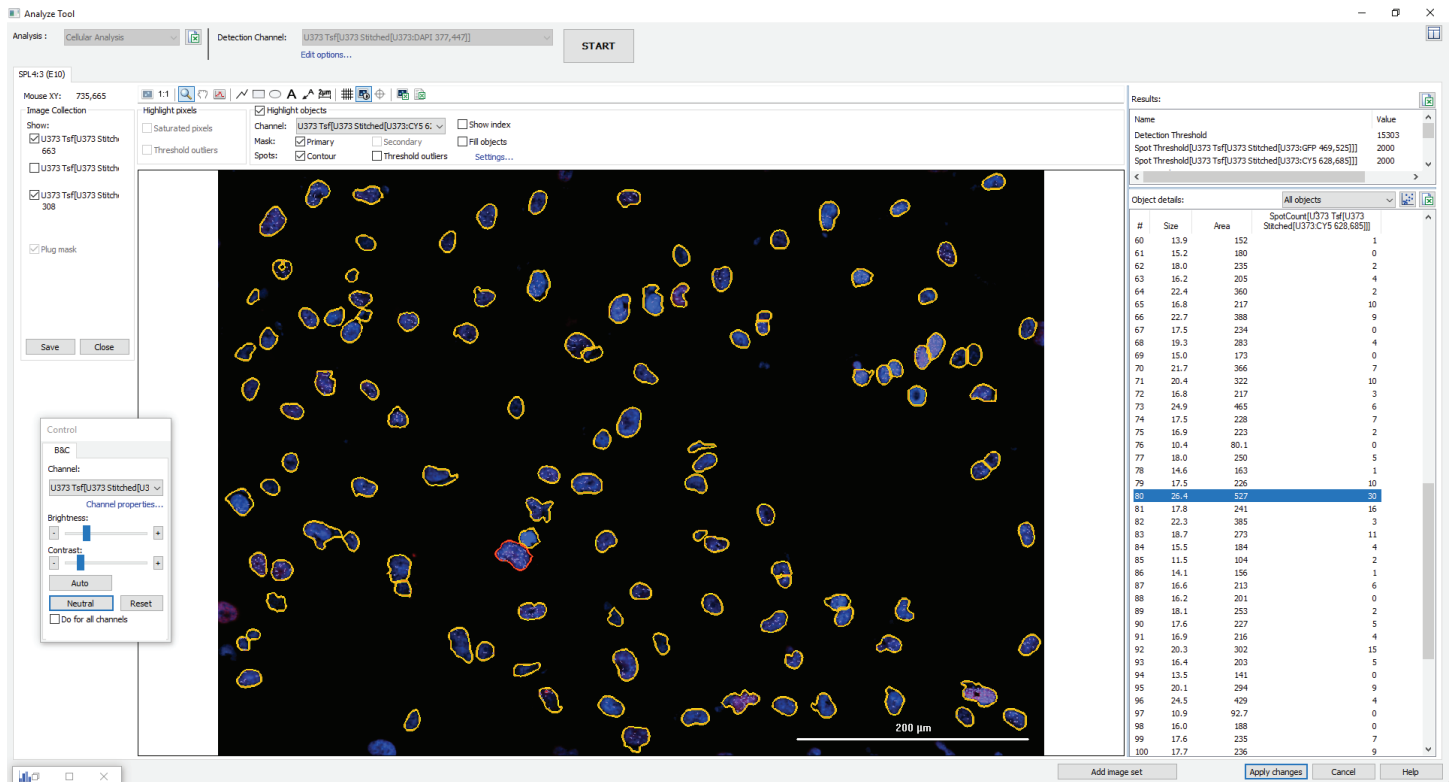 Analyze Tool
Analysis : Cellular Analysis Detection Channel: U373 Tsf[U373 Stitched[U373:DAPI 377,447]] START
Edit options...
SPL4:3 (E10)
Mouse XY: 735,665 1:1 A
Image Collection
Show:
U373 Tsf[U373 Stitch
663
U373 Tsf[U373 Stitch
U373 Tsf[U373 Stitch
308
Plug mask
Save Close
Highlight pixels
Saturated pixels
Threshold outliers
Highlight objects
Channel: U373 Tsf[U373 Stitched[U373:CY5 6: Show index
Mask: Primary Secondary Fill objects
Spots: Contour Threshold outliers Settings...
Control
B&C
Channel:
U373 Tsf[U373 Stitched[U3
Channel properties...
Brightness:
- +
Contrast:
- +
Auto
Neutral Reset
Do for all channels
200 µm
Results:
Name Value
Detection Threshold 15303
Spot Threshold[U373 Tsf[U373 Stitched[U373:GFP 469,525]]] 2000
Spot Threshold[U373 Tsf[U373 Stitched[U373:CY5 628,685]]] 2000
Object details: All objects
# Size Area SpotCount[U373 Tsf[U373
Stitched[U373:CY5 628,685]]]
60 13.9 152 1
61 15.2 180 0
62 18.0 235 2
63 16.2 205 4
64 22.4 360 2
65 16.8 217 10
66 22.7 388 9
67 17.5 234 0
68 19.3 283 4
69 15.0 173 0
70 21.7 366 7
71 20.4 322 10
72 16.8 217 3
73 24.9 465 6
74 17.5 228 7
75 16.9 223 2
76 10.4 80.1 0
77 18.0 250 5
78 14.6 163 1
79 17.5 226 10
80 26.4 527 30
81 17.8 241 16
82 22.3 385 3
83 18.7 273 11
84 15.5 184 4
85 11.5 104 2
86 14.1 156 1
87 16.6 213 6
88 16.2 201 0
89 18.1 253 2
90 17.6 227 5
91 16.9 216 4
92 20.3 302 15
93 16.4 203 5
94 13.5 141 0
95 20.1 294 9
96 24.5 429 4
97 10.9 92.7 0
98 16.0 188 0
99 17.6 235 7
100 17.7 236 9
Add image set Apply changes Cancel Help